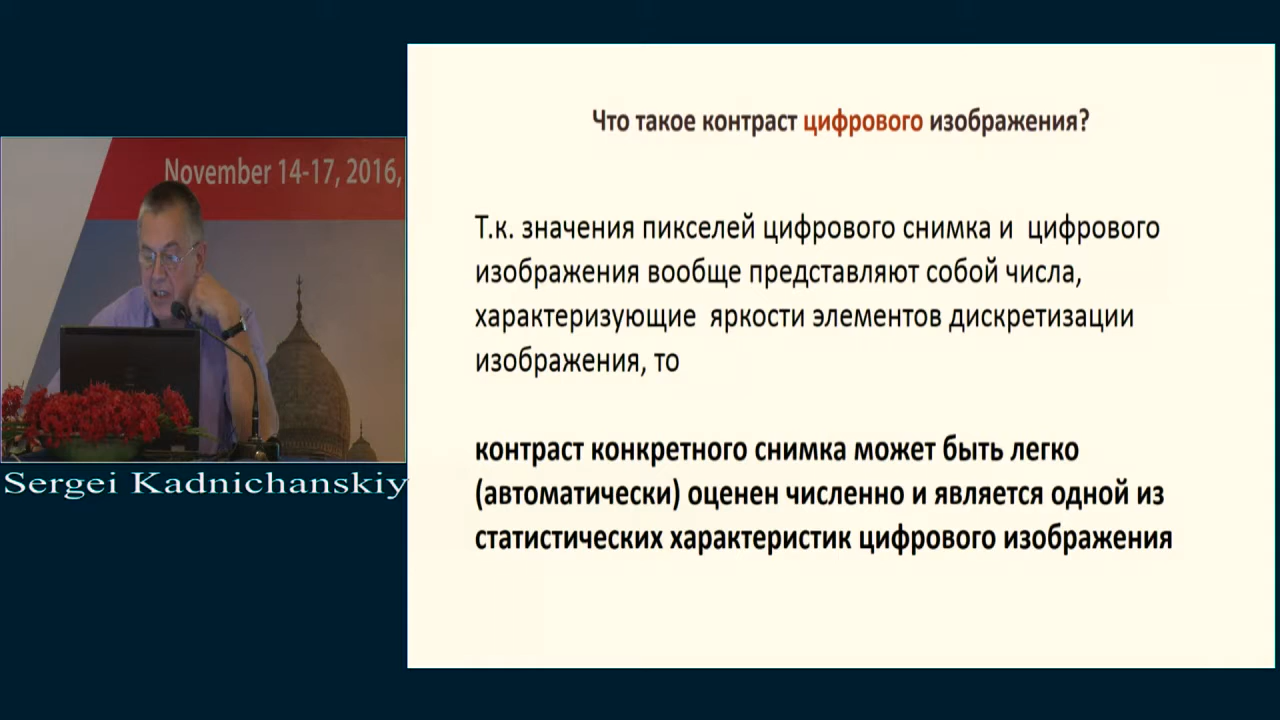 November 14-17, 2016,
Sergei Kadnichanskiy
Что такое контраст цифрового изображения?
Т.к. значения пикселей цифрового снимка и цифрового
изображения вообще представляют собой числа,
характеризующие яркости элементов дискретизации
изображения, то
контраст конкретного снимка может быть легко
(автоматически) оценен численно и является одной из
статистических характеристик цифрового изображения